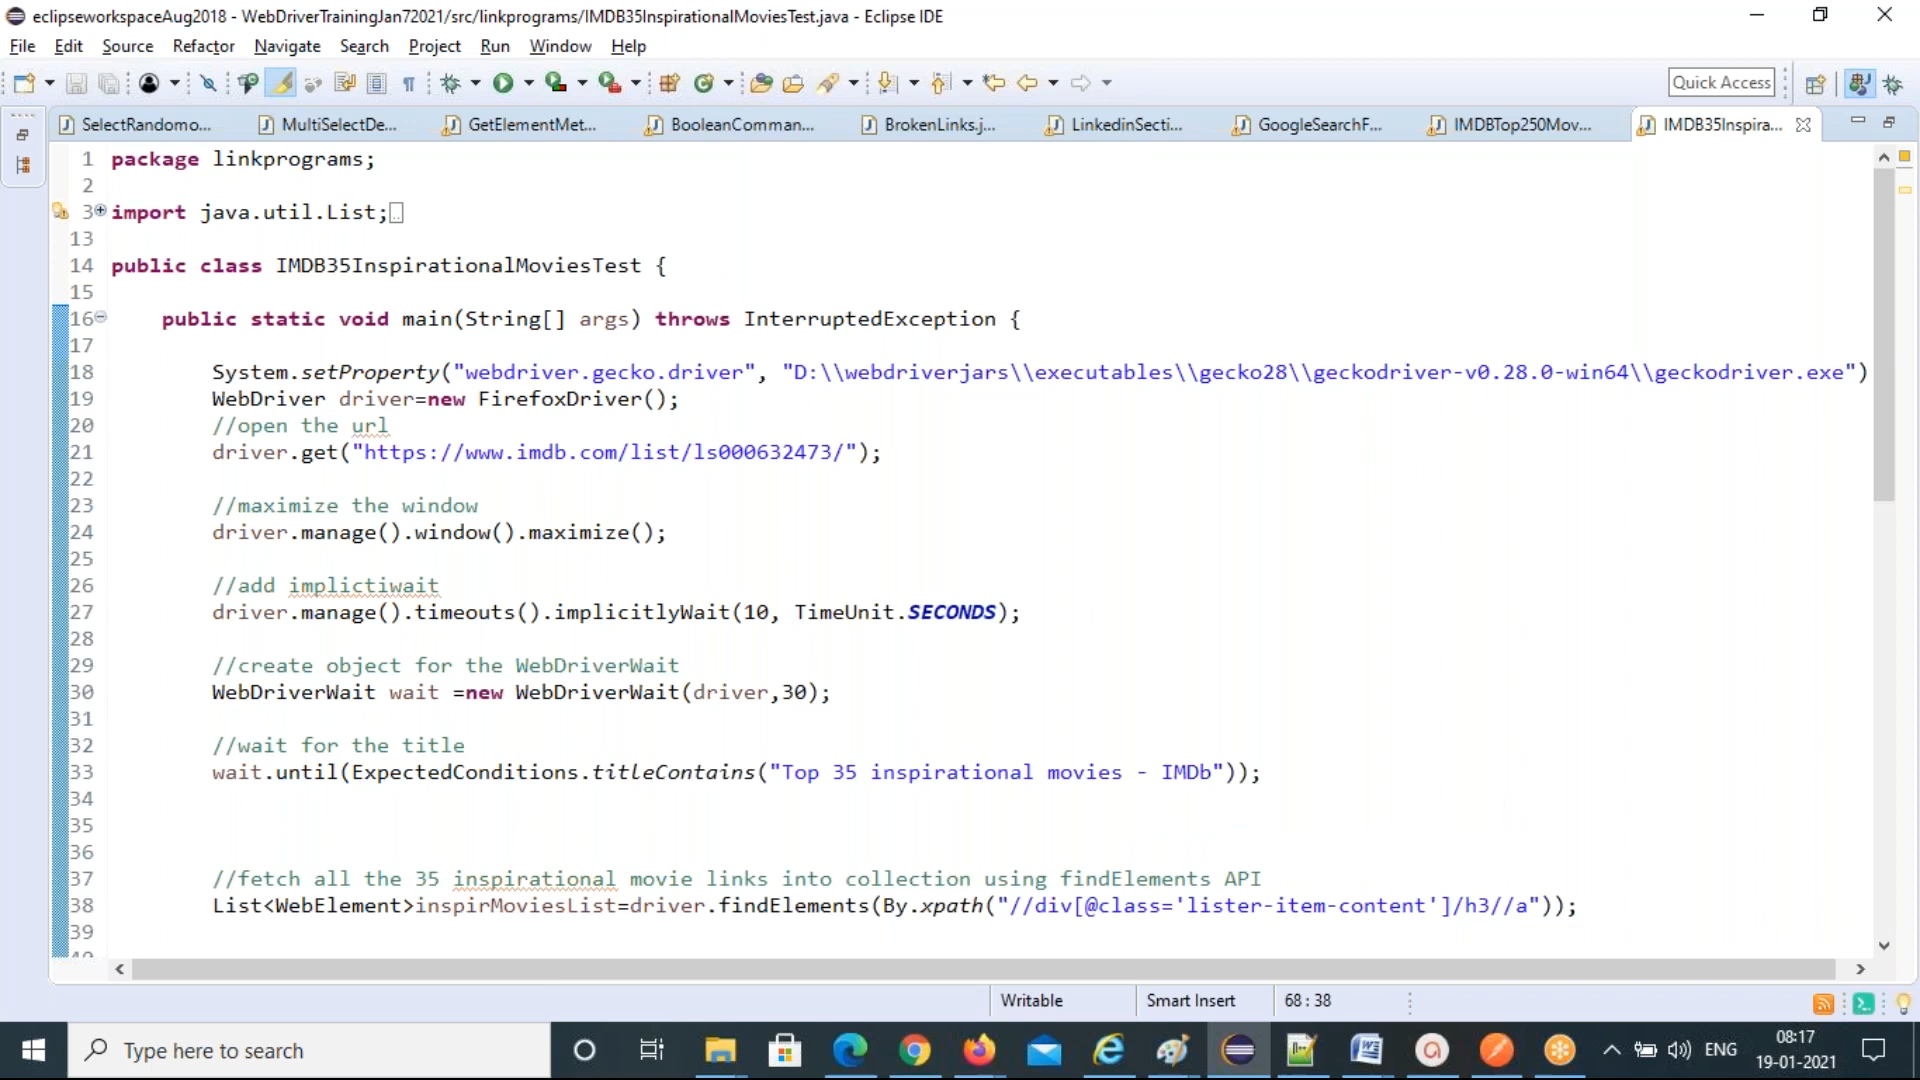 eclipseworkspaceAug2018 - WebDriverTrainingJan72021/src/linkprograms/IMDB35InspirationalMoviesTest.java - Eclipse IDE
File Edit Source Refactor Navigate Search Project Run Window Help
Quick Access
SelectRandomo... MultiSelectDe... GetElementMet... BooleanComman... BrokenLinks.j... LinkedinSecti... GoogleSearchF... IMDBTop250Mov... IMDB35Inspira...
1 package linkprograms;
2
3 import java.util.List;
13
14 public class IMDB35InspirationalMoviesTest {
15
16 public static void main(String[] args) throws InterruptedException {
17
18 System.setProperty("webdriver.gecko.driver", "D:\\webdriverjars\\executables\\gecko28\\geckodriver-v0.28.0-win64\\geckodriver.exe")
19 WebDriver driver=new FirefoxDriver();
20 //open the url
21 driver.get("https://www.imdb.com/list/ls000632473/");
22
23 //maximize the window
24 driver.manage().window().maximize();
25
26 //add implictiwait
27 driver.manage().timeouts().implicitlyWait(10, TimeUnit.SECONDS);
28
29 //create object for the WebDriverWait
30 WebDriverWait wait =new WebDriverWait(driver,30);
31
32 //wait for the title
33 wait.until(ExpectedConditions.titleContains("Top 35 inspirational movies - IMDb"));
34
35
36
37 //fetch all the 35 inspirational movie links into collection using findElements API
38 List<WebElement>inspirMoviesList=driver.findElements(By.xpath("//div[@class='lister-item-content']/h3//a"));
39
40
Writable Smart Insert 68 : 38
Type here to search
ENG
08:17
19-01-2021